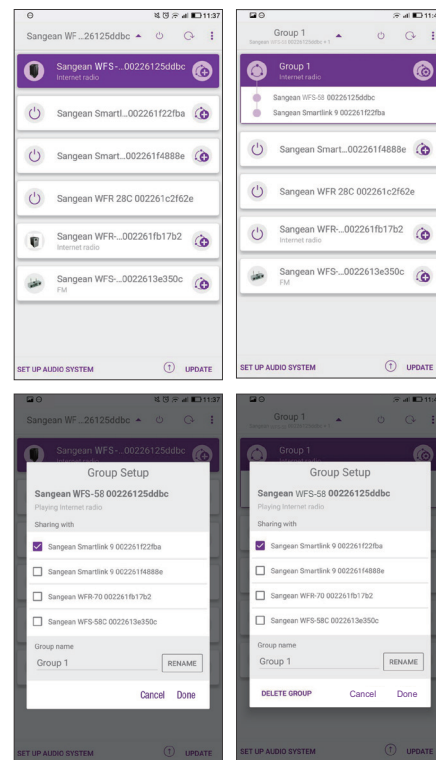 11:37
Sangean WF...26125ddbc
Sangean WFS-...00226125ddbc
Internet radio
Sangean Smartl...002261f22fba
Sangean Smart...002261f4888e
Sangean WFR 28C 002261c2f62e
Sangean WFR-...002261fb17b2
Internet radio
Sangean WFS-...0022613e350c
FM
SET UP AUDIO SYSTEM
UPDATE
Group 1
Group 1
Internet radio
Sangean WFS-58 00226125ddbc
Sangean Smartlink 9 002261f22fba
Sangean Smart...002261f4888e
Sangean WFR 28C 002261c2f62e
Sangean WFR-...002261fb17b2
Internet radio
Sangean WFS-...0022613e350c
FM
SET UP AUDIO SYSTEM
UPDATE
11:37
Sangean WF...26125ddbc
Sangean WFS-...00226125ddbc
Group Setup
Sangean WFS-58 00226125ddbc
Playing Internet radio
Sharing with
Sangean Smartlink 9 002261f22fba
Sangean Smartlink 9 002261f4888e
Sangean WFR-70 002261fb17b2
Sangean WFS-58C 0022613e350c
Group name
Group 1
RENAME
Cancel Done
SET UP AUDIO SYSTEM
UPDATE
Group 1
Group 1
Group Setup
Sangean WFS-58 00226125ddbc
Playing Internet radio
Sharing with
Sangean Smartlink 9 002261f22fba
Sangean Smartlink 9 002261f4888e
Sangean WFR-70 002261fb17b2
Sangean WFS-58C 0022613e350c
Group name
Group 1
RENAME
DELETE GROUP Cancel Done
SET UP AUDIO SYSTEM
UPDATE